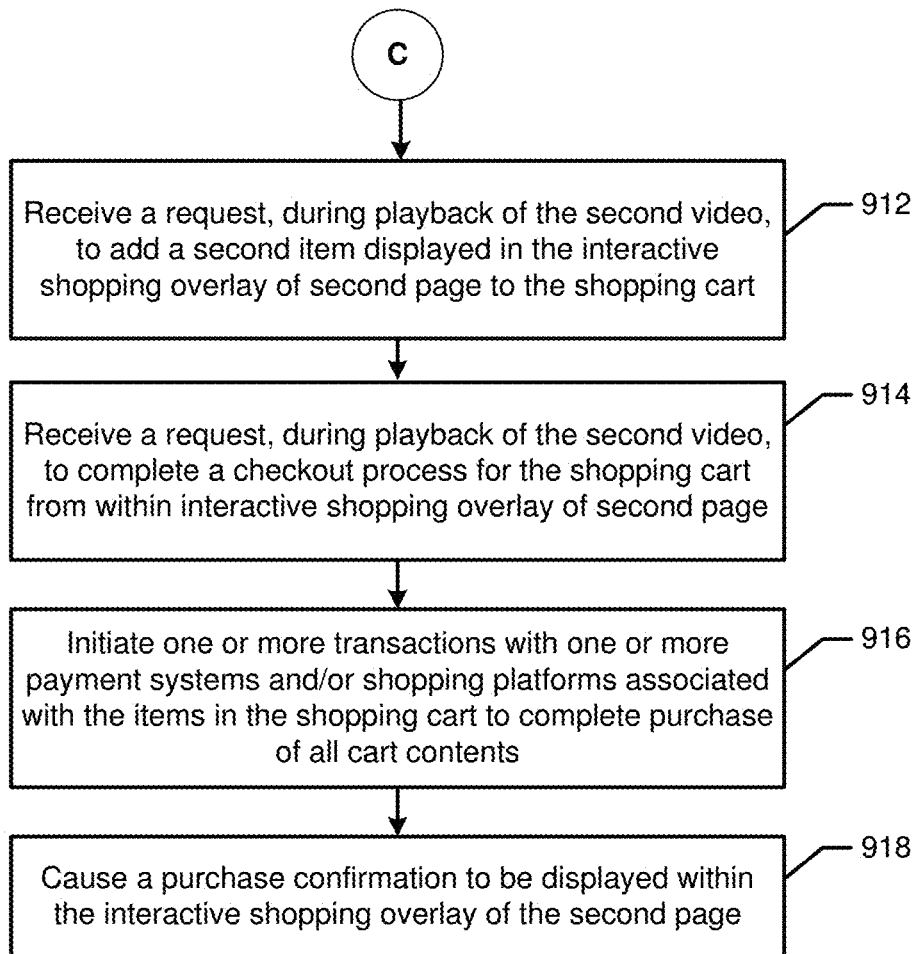 C
Receive a request, during playback of the second video,
to add a second item displayed in the interactive
shopping overlay of second page to the shopping cart
912
Receive a request, during playback of the second video,
to complete a checkout process for the shopping cart
from within interactive shopping overlay of second page
914
Initiate one or more transactions with one or more
payment systems and/or shopping platforms associated
with the items in the shopping cart to complete purchase
of all cart contents
916
Cause a purchase confirmation to be displayed within
the interactive shopping overlay of the second page
918